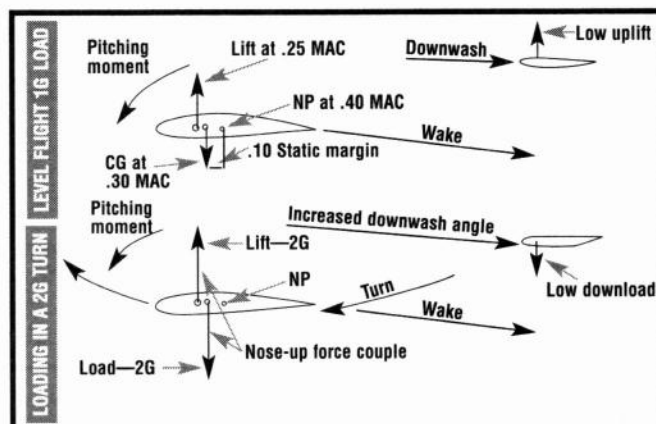 LEVEL FLIGHT 1G LOAD
Pitching
moment
Lift at .25 MAC
Downwash
Low uplift
NP at .40 MAC
Wake
CG at
.30 MAC
.10 Static margin
LOADING IN A 2G TURN
Pitching
moment
Increased downwash angle
Lift—2G
NP
Turn
Low download
Wake
Nose-up force couple
Load—2G